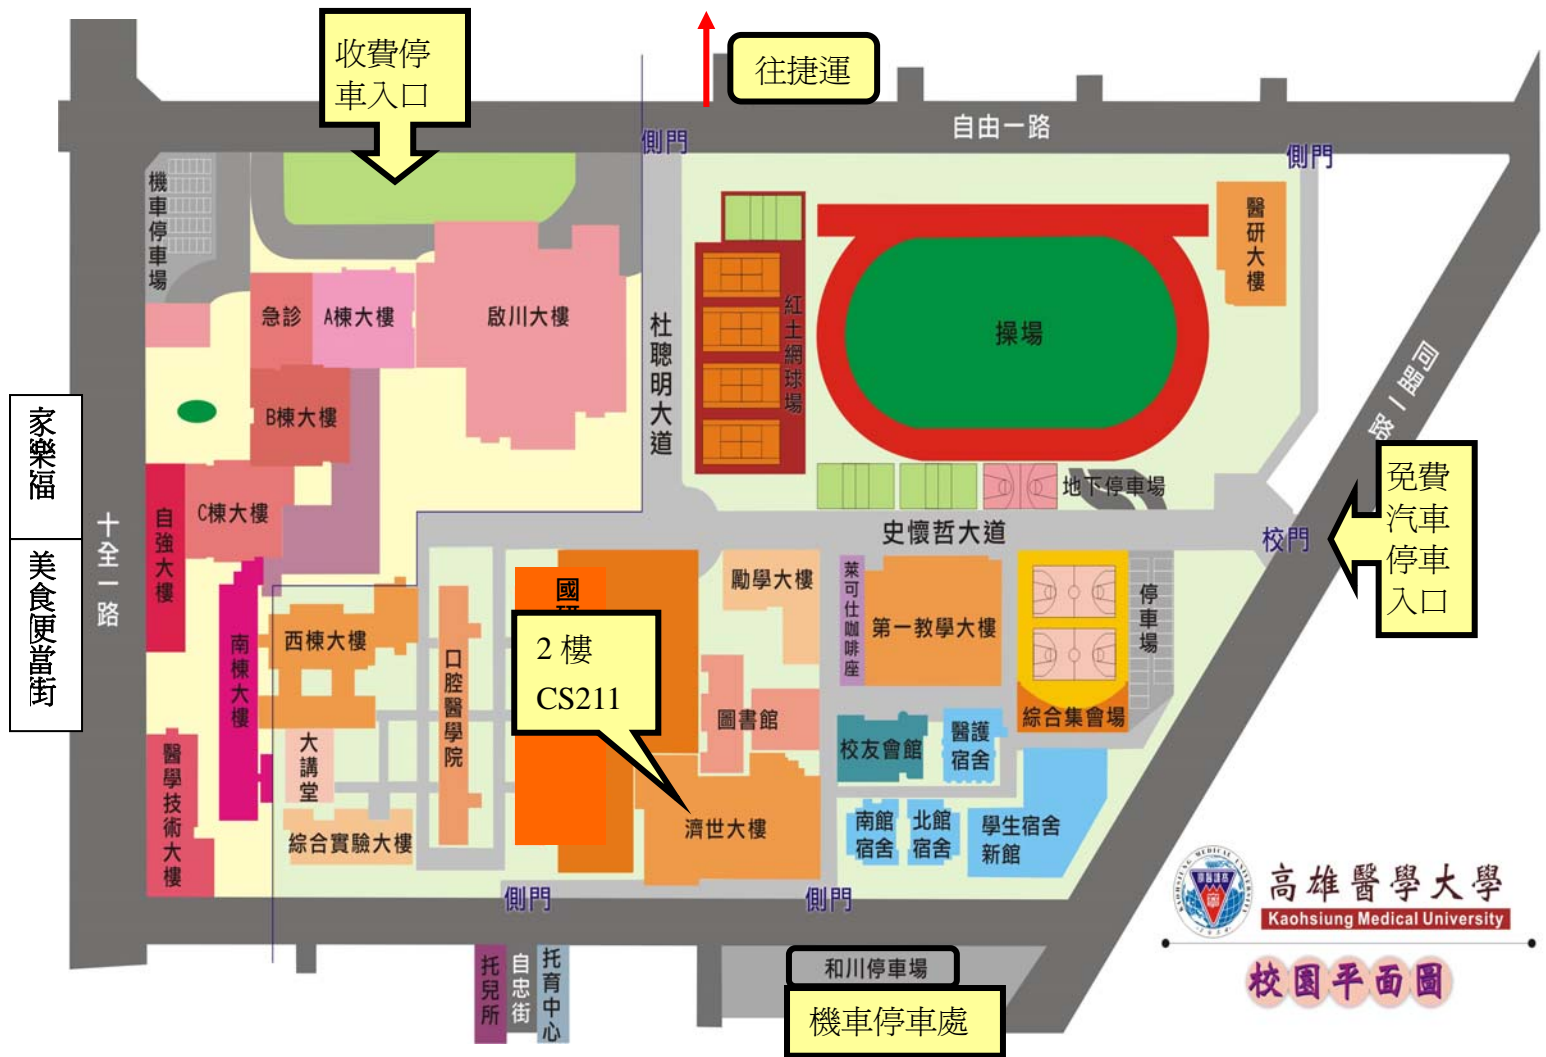 收費停
車入口
往捷運
自由一路
側門
側門
機車停車場
醫研大樓
急診
A棟大樓
啟川大樓
杜聰明大道
紅土網球場
操場
同盟一路
家樂福
B棟大樓
免費
汽車
停車
入口
地下停車場
C棟大樓
自強大樓
十全一路
史懷哲大道
校門
美食便當街
國研
勵學大樓
萊可仕咖啡座
第一教學大樓
停車場
南棟大樓
西棟大樓
口腔醫學院
2 樓
CS211
圖書館
綜合集會場
校友會館
醫護
宿舍
大講堂
醫學技術大樓
綜合實驗大樓
濟世大樓
南館
宿舍
北館
宿舍
學生宿舍
新館
側門
側門
KAOHSIUNG MEDICAL UNIVERSITY
高雄醫學大學
Kaohsiung Medical University
托兒所
自忠街
托育中心
和川停車場
機車停車處
校園平面圖